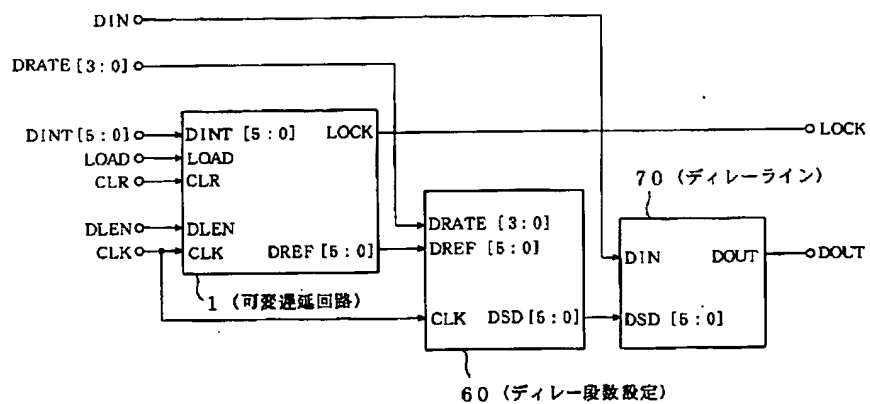 DIN
DRATE [3:0]
DINT [5:0]
LOAD
CLR
DLEN
CLK
DINT [5:0]
LOCK
LOAD
CLR
DLEN
CLK
DREF [5:0]
1 (可変遅延回路)
LOCK
DRATE [3:0]
DREF [5:0]
CLK
DSD [5:0]
60 (ディレー段数設定)
70 (ディレーライン)
DIN
DOUT
DSD [5:0]
DOUT